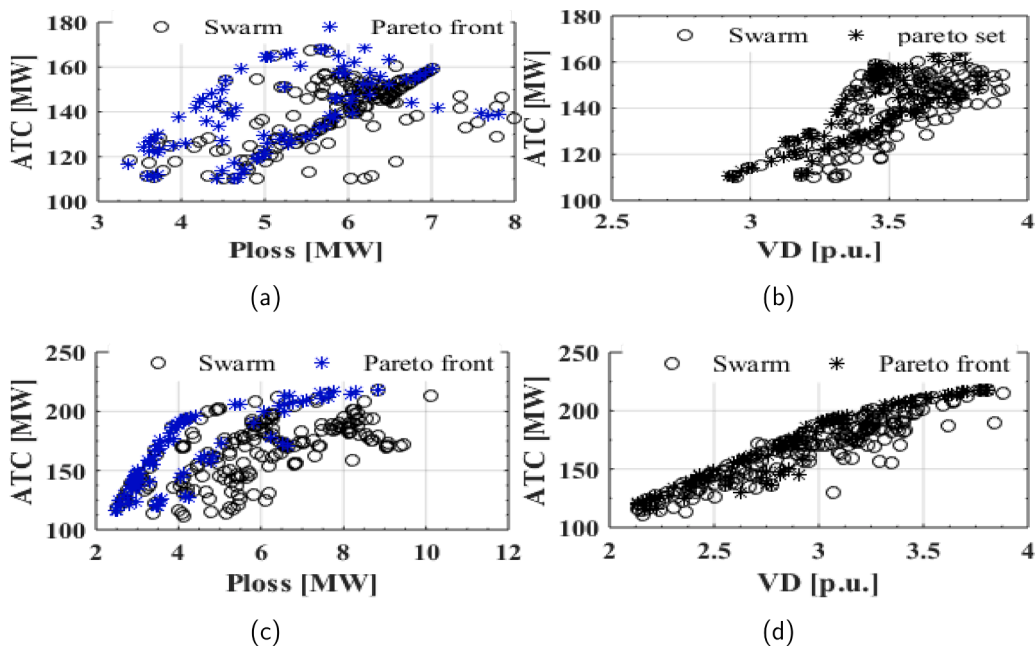 180
Swarm
Pareto front
160
140
120
100
ATC [MW]
3
4
5
6
7
8
Ploss [MW]
(a)
180
Swarm
pareto set
160
140
120
100
ATC [MW]
2.5
3
3.5
4
VD [p.u.]
(b)
250
Swarm
Pareto front
200
150
100
ATC [MW]
2
4
6
8
10
12
Ploss [MW]
(c)
250
Swarm
Pareto front
200
150
100
ATC [MW]
2.5
3
3.5
4
VD [p.u.]
(d)